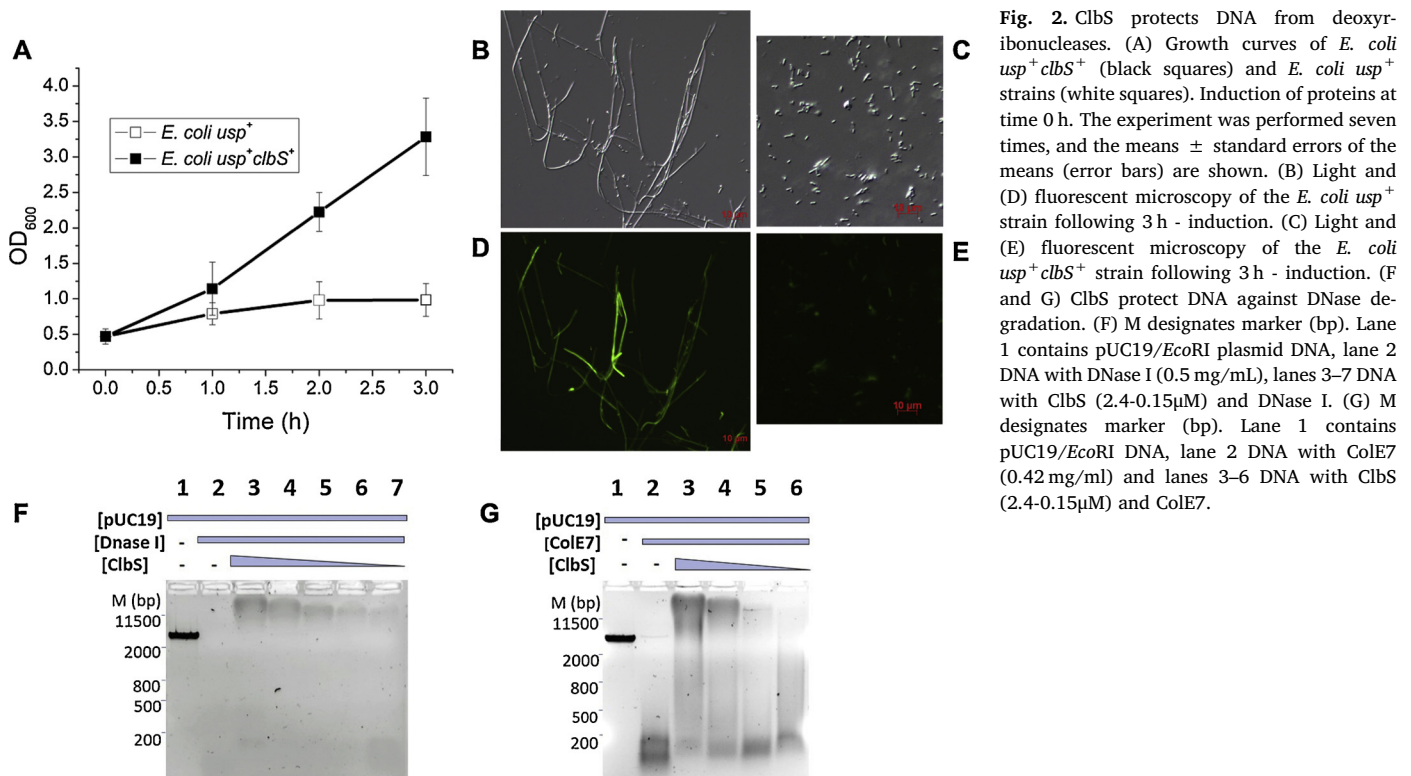 A
OD600
4.0
3.5
3.0
2.5
2.0
1.5
1.0
0.5
0.0
E. coli usp+
E. coli usp+clbS+
0.0 1.0 2.0 3.0
Time (h)
B
10 µm
C
10 µm
D
10 µm
E
10 µm
Fig. 2. ClbS protects DNA from deoxyr-
ibonucleases. (A) Growth curves of E. coli
usp+clbS+ (black squares) and E. coli usp+
strains (white squares). Induction of proteins at
time 0 h. The experiment was performed seven
times, and the means ± standard errors of the
means (error bars) are shown. (B) Light and
(D) fluorescent microscopy of the E. coli usp+
strain following 3 h - induction. (C) Light and
(E) fluorescent microscopy of the E. coli
usp+clbS+ strain following 3 h - induction. (F
and G) ClbS protect DNA against DNase de-
gradation. (F) M designates marker (bp). Lane
1 contains pUC19/EcoRI plasmid DNA, lane 2
DNA with DNase I (0.5 mg/mL), lanes 3–7 DNA
with ClbS (2.4-0.15µM) and DNase I. (G) M
designates marker (bp). Lane 1 contains
pUC19/EcoRI DNA, lane 2 DNA with ColE7
(0.42 mg/ml) and lanes 3–6 DNA with ClbS
(2.4-0.15µM) and ColE7.
F
1 2 3 4 5 6 7
[pUC19]
[Dnase I] -
[ClbS] - -
M (bp)
11500
2000
800
500
200
G
1 2 3 4 5 6
[pUC19]
[ColE7] -
[ClbS] - -
M (bp)
11500
2000
800
500
200